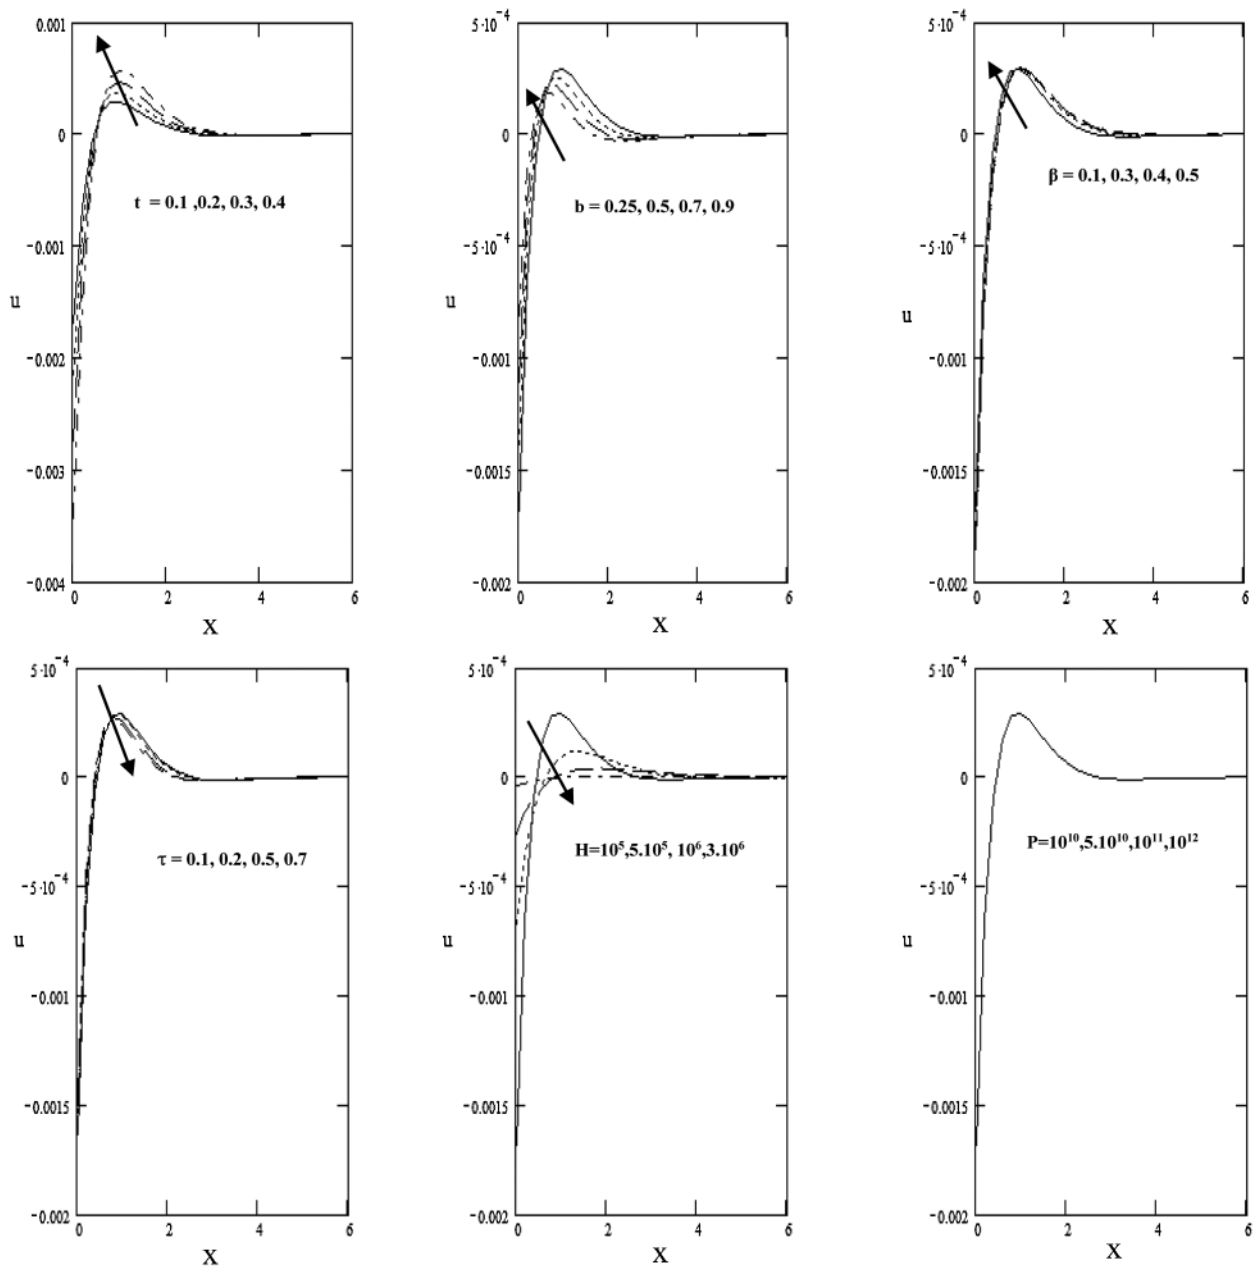 0.001
0
−0.001
−0.002
−0.003
−0.004
u
t = 0.1 ,0.2, 0.3, 0.4
0 2 4 6
X
5·10⁻⁴
0
−5·10⁻⁴
−0.001
−0.0015
−0.002
u
b = 0.25, 0.5, 0.7, 0.9
0 2 4 6
X
5·10⁻⁴
0
−5·10⁻⁴
−0.001
−0.0015
−0.002
u
β = 0.1, 0.3, 0.4, 0.5
0 2 4 6
X
5·10⁻⁴
0
−5·10⁻⁴
−0.001
−0.0015
−0.002
u
τ = 0.1, 0.2, 0.5, 0.7
0 2 4 6
X
5·10⁻⁴
0
−5·10⁻⁴
−0.001
−0.0015
−0.002
u
H=10⁵,5.10⁵, 10⁶,3.10⁶
0 2 4 6
X
5·10⁻⁴
0
−5·10⁻⁴
−0.001
−0.0015
−0.002
u
P=10¹⁰,5.10¹⁰,10¹¹,10¹²
0 2 4 6
X